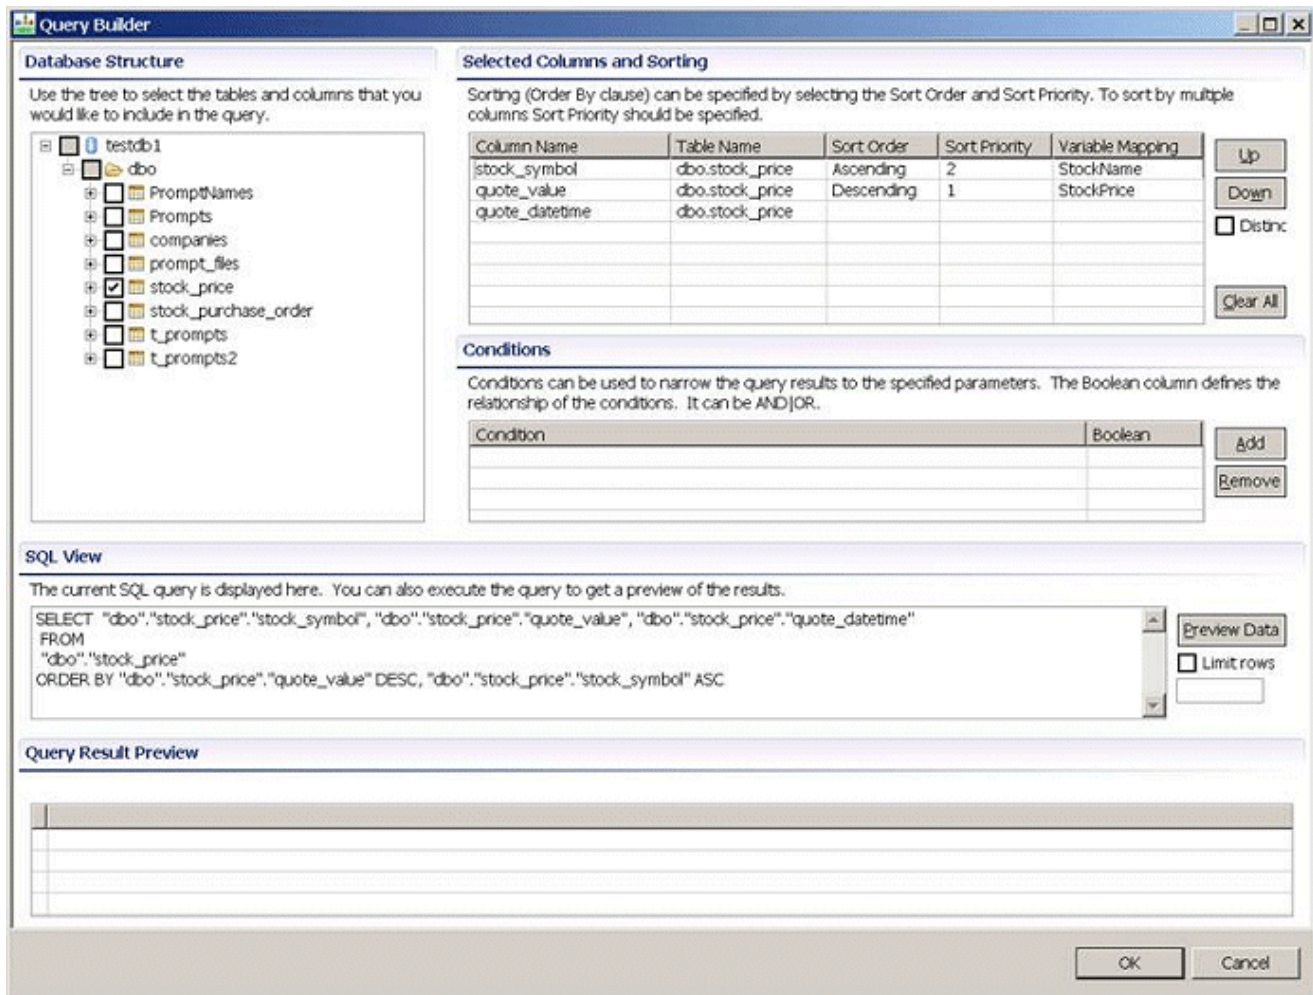 Query Builder
Database Structure
Use the tree to select the tables and columns that you
would like to include in the query.
testdb1
dbo
PromptNames
Prompts
companies
prompt_files
stock_price
stock_purchase_order
t_prompts
t_prompts2
Selected Columns and Sorting
Sorting (Order By clause) can be specified by selecting the Sort Order and Sort Priority. To sort by multiple
columns Sort Priority should be specified.
Column Name Table Name Sort Order Sort Priority Variable Mapping
stock_symbol dbo.stock_price Ascending 2 StockName
quote_value dbo.stock_price Descending 1 StockPrice
quote_datetime dbo.stock_price
Up
Down
Distinc
Clear All
Conditions
Conditions can be used to narrow the query results to the specified parameters. The Boolean column defines the
relationship of the conditions. It can be AND|OR.
Condition Boolean
Add
Remove
SQL View
The current SQL query is displayed here. You can also execute the query to get a preview of the results.
SELECT "dbo"."stock_price"."stock_symbol", "dbo"."stock_price"."quote_value", "dbo"."stock_price"."quote_datetime"
FROM
"dbo"."stock_price"
ORDER BY "dbo"."stock_price"."quote_value" DESC, "dbo"."stock_price"."stock_symbol" ASC
Preview Data
Limit rows
Query Result Preview
OK Cancel